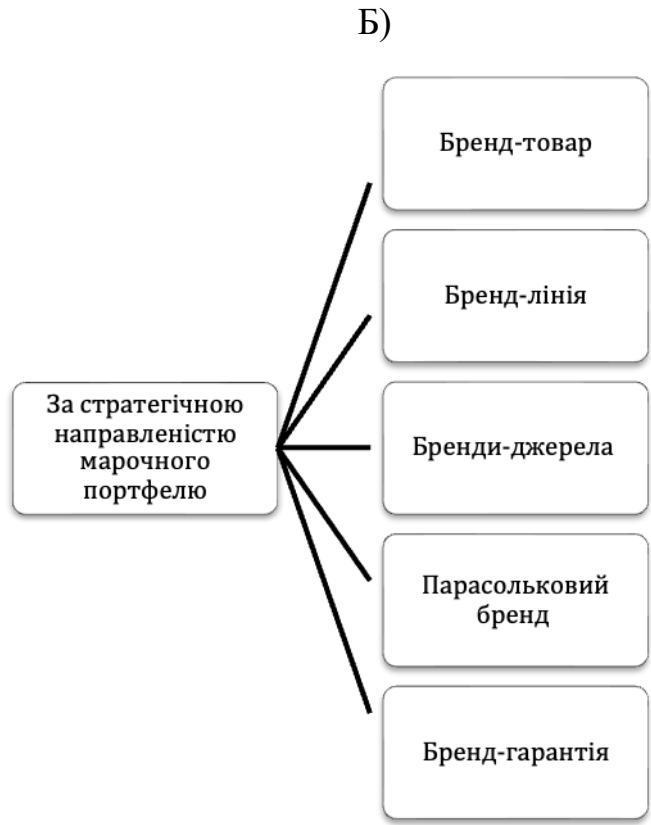 Б)
Бренд-товар
Бренд-лінія
За стратегічною
направленістю
марочного
портфелю
Бренди-джерела
Парасольковий
бренд
Бренд-гарантія